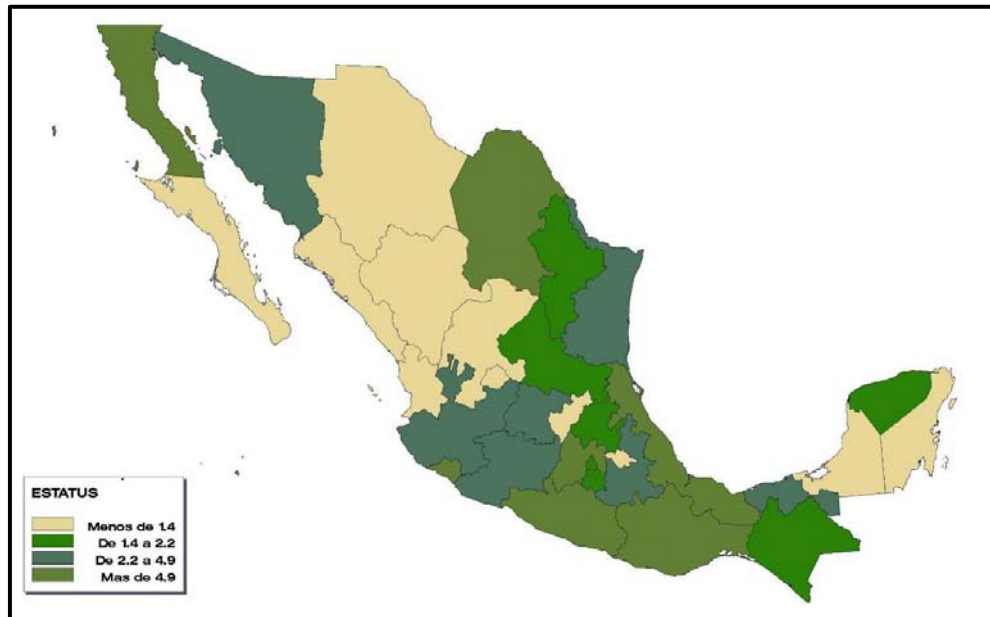 ESTATUS
Menos de 1.4
De 1.4 a 2.2
De 2.2 a 4.9
Mas de 4.9